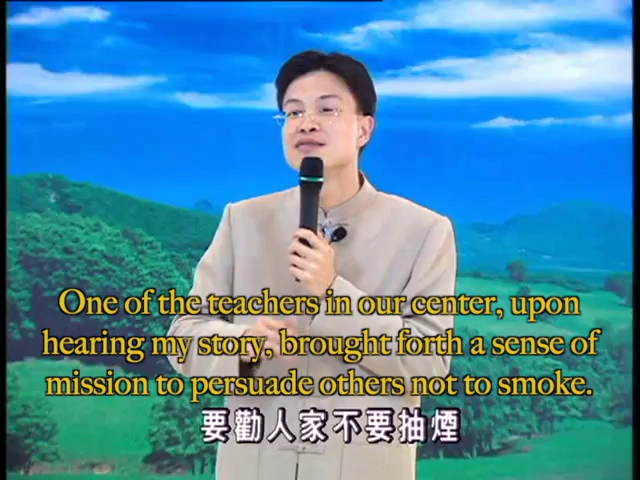 One of the teachers in our center, upon
hearing my story, brought forth a sense of
mission to persuade others not to smoke.
要勸人家不要抽煙